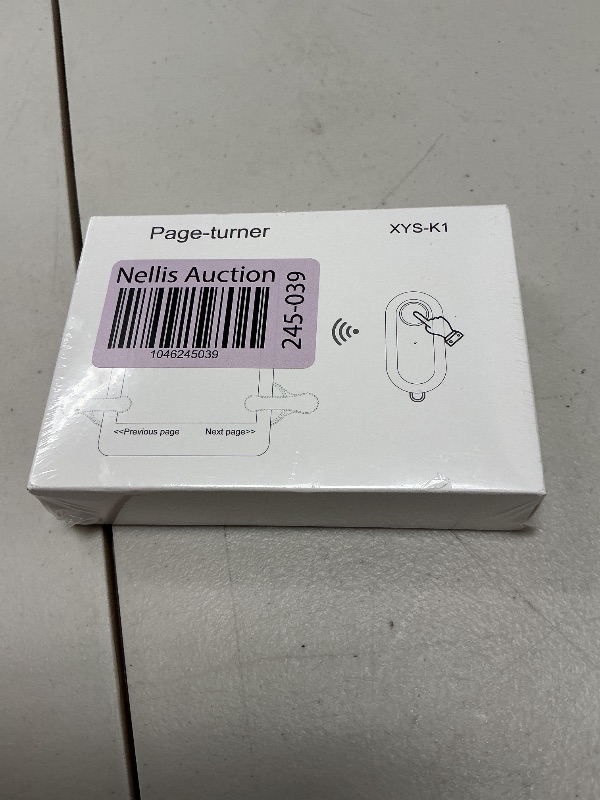 Page-turner
XYS-K1
Nellis Auction
1046245039
245-039
<<Previous page
Next page>>